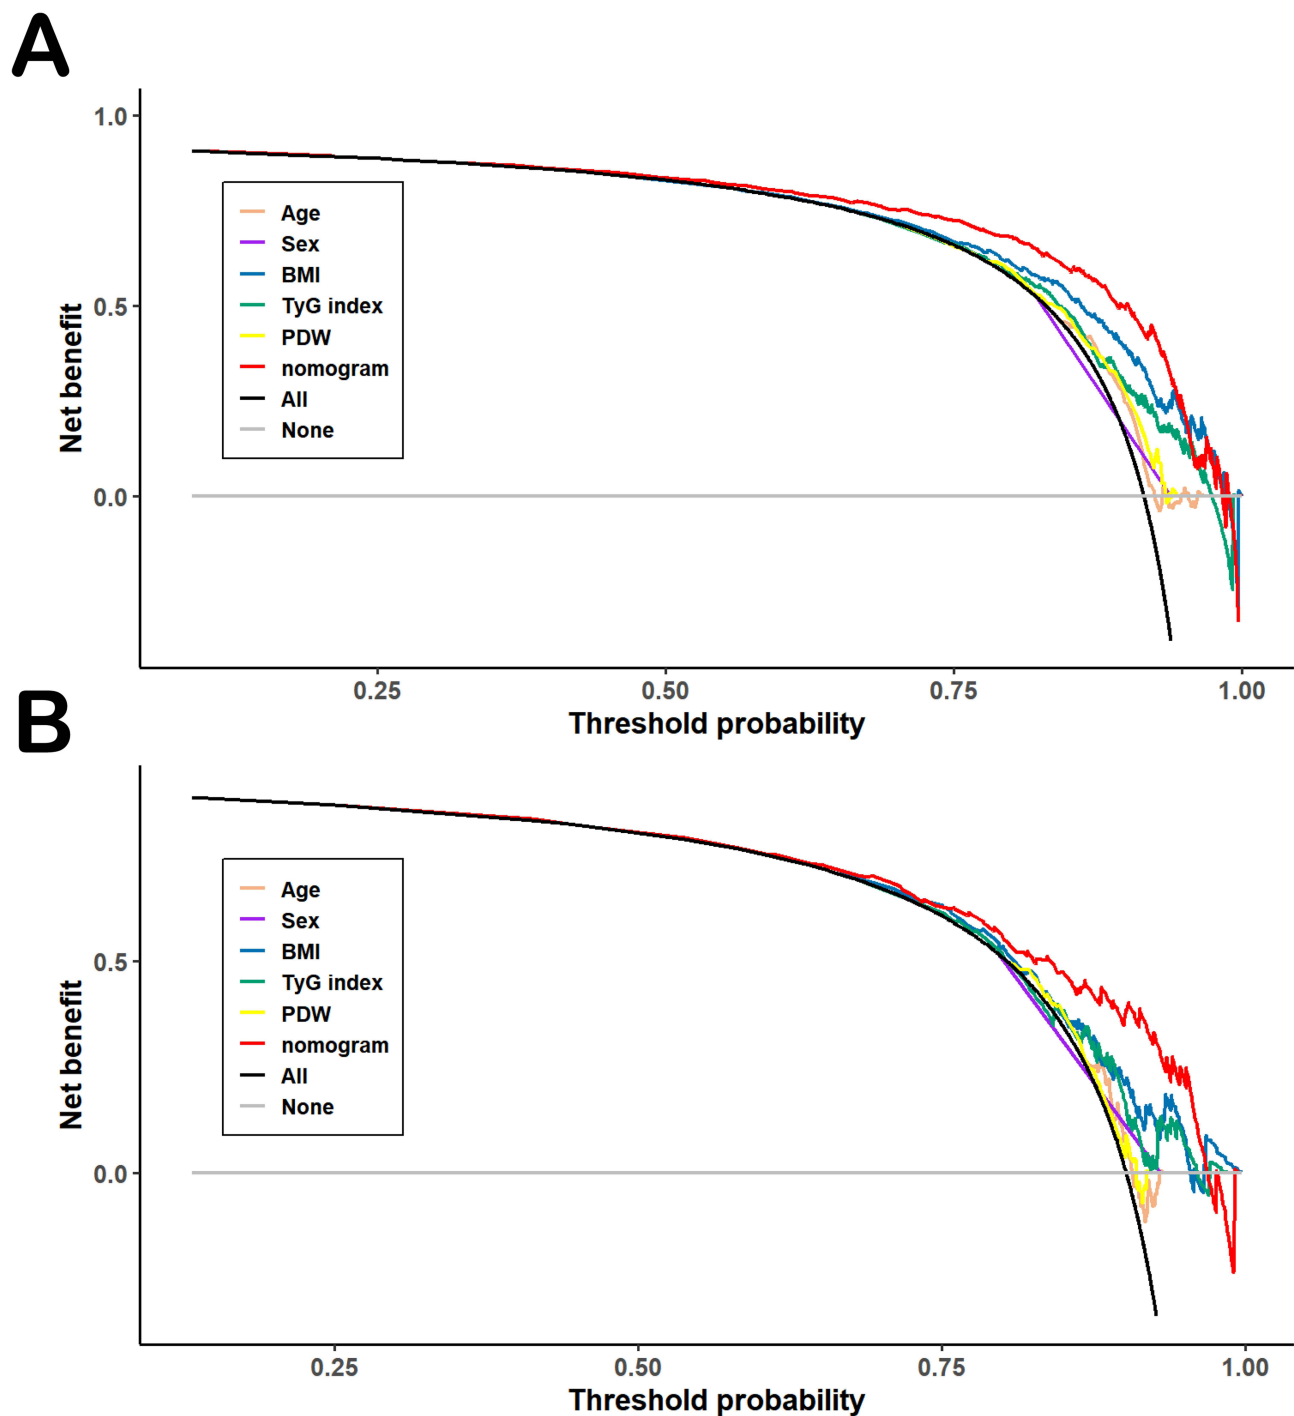 A
1.0
0.5
0.0
Net benefit
Age
Sex
BMI
TyG index
PDW
nomogram
All
None
0.25 0.50 0.75 1.00
Threshold probability
B
0.5
0.0
Net benefit
Age
Sex
BMI
TyG index
PDW
nomogram
All
None
0.25 0.50 0.75 1.00
Threshold probability